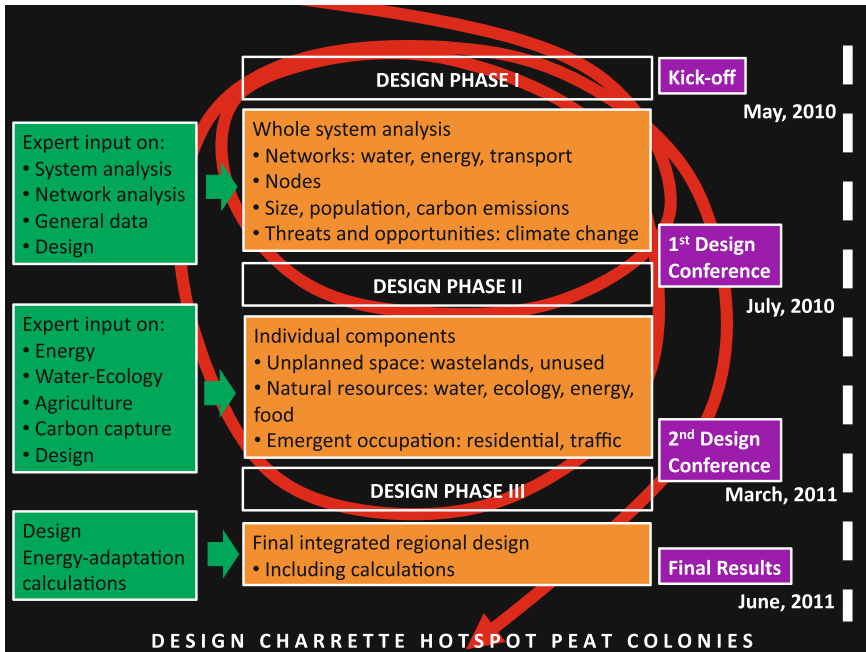 DESIGN PHASE I
Kick-off
May, 2010
Expert input on:
• System analysis
• Network analysis
• General data
• Design
Whole system analysis
• Networks: water, energy, transport
• Nodes
• Size, population, carbon emissions
• Threats and opportunities: climate change
1st Design
Conference
July, 2010
DESIGN PHASE II
Expert input on:
• Energy
• Water-Ecology
• Agriculture
• Carbon capture
• Design
Individual components
• Unplanned space: wastelands, unused
• Natural resources: water, ecology, energy,
food
• Emergent occupation: residential, traffic
2nd Design
Conference
March, 2011
DESIGN PHASE III
Design
Energy-adaptation
calculations
Final integrated regional design
• Including calculations
Final Results
June, 2011
DESIGN CHARRETTE HOTSPOT PEAT COLONIES